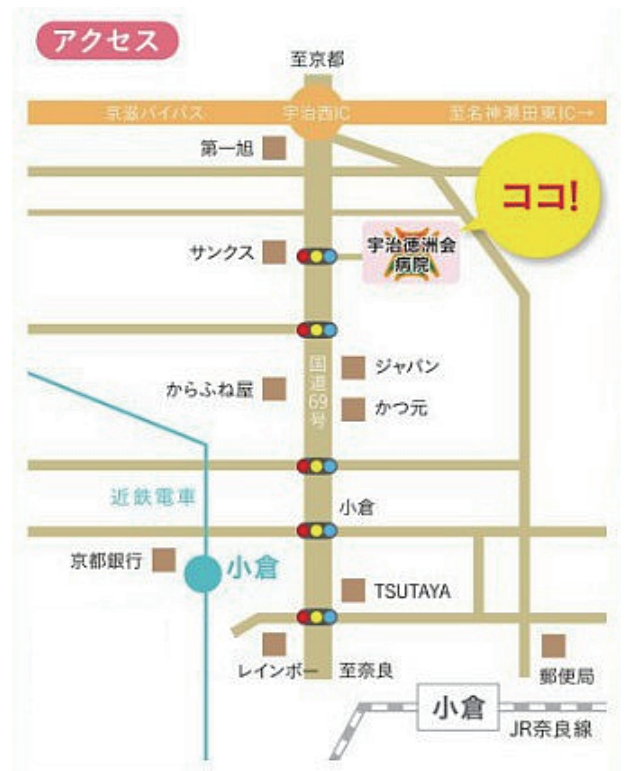 アクセス
至京都
京滋バイパス
宇治西IC
至名神瀬田東IC→
第一旭
ココ!
サンクス
宇治徳洲会
病院
国道69号
ジャパン
からふね屋
かつ元
近鉄電車
小倉
京都銀行
小倉
TSUTAYA
レインボー
至奈良
郵便局
小倉
JR奈良線